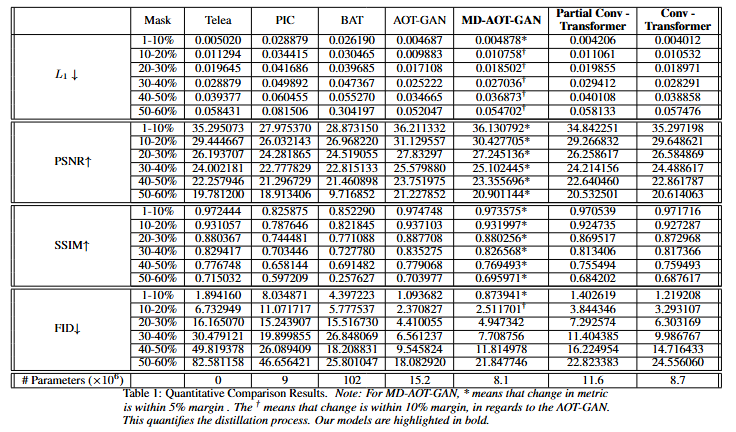 Mask Telea PIC BAT AOT-GAN MD-AOT-GAN Partial Conv - Transformer Conv - Transformer
L1 ↓
1-10% 0.005020 0.028879 0.026190 0.004687 0.004878* 0.004206 0.004012
10-20% 0.011294 0.034415 0.030465 0.009883 0.010758† 0.011061 0.010532
20-30% 0.019645 0.041686 0.039685 0.017108 0.018502† 0.019855 0.018971
30-40% 0.028879 0.049892 0.047367 0.025222 0.027036† 0.029412 0.028291
40-50% 0.039377 0.060455 0.055270 0.034665 0.036873† 0.040108 0.038858
50-60% 0.058431 0.081506 0.304197 0.052047 0.054702† 0.058133 0.057476
PSNR↑
1-10% 35.295073 27.975370 28.873150 36.211332 36.130792* 34.842251 35.297198
10-20% 29.444667 26.032143 26.968220 31.129557 30.427705* 29.266832 29.648621
20-30% 26.193707 24.281865 24.519055 27.83297 27.245136* 26.258617 26.584869
30-40% 24.002181 22.777829 22.815133 25.579880 25.102445* 24.214156 24.488617
40-50% 22.257946 21.296729 21.460898 23.751975 23.355696* 22.640460 22.861787
50-60% 19.781200 18.913406 9.716852 21.227852 20.901144* 20.532501 20.614063
SSIM↑
1-10% 0.972444 0.825875 0.852290 0.974748 0.973575* 0.970539 0.971716
10-20% 0.931057 0.787646 0.821845 0.937103 0.931997* 0.924735 0.927287
20-30% 0.880367 0.744481 0.771088 0.887708 0.880256* 0.869517 0.872968
30-40% 0.829417 0.703446 0.727780 0.835275 0.826568* 0.813406 0.817366
40-50% 0.776748 0.658144 0.691482 0.779068 0.769493* 0.755494 0.759493
50-60% 0.715032 0.597209 0.257627 0.703977 0.695971* 0.684202 0.687617
FID↓
1-10% 1.894160 8.034871 4.397223 1.093682 0.873941* 1.402619 1.219208
10-20% 6.732949 11.071717 5.777537 2.370827 2.511701† 3.844346 3.293107
20-30% 16.165070 15.243907 15.516730 4.410055 4.947342 7.292574 6.303169
30-40% 30.479121 19.899855 26.848069 6.561237 7.708756 11.404385 9.986767
40-50% 49.819378 26.089409 18.208831 9.545824 11.814978 16.224954 14.716433
50-60% 82.581158 46.656421 25.801047 18.082920 21.847746 22.823383 24.556060
# Parameters (×10⁶) 0 9 102 15.2 8.1 11.6 8.7
Table 1: Quantitative Comparison Results. Note: For MD-AOT-GAN, * means that change in metric
is within 5% margin . The † means that change is within 10% margin, in regards to the AOT-GAN.
This quantifies the distillation process. Our models are highlighted in bold.